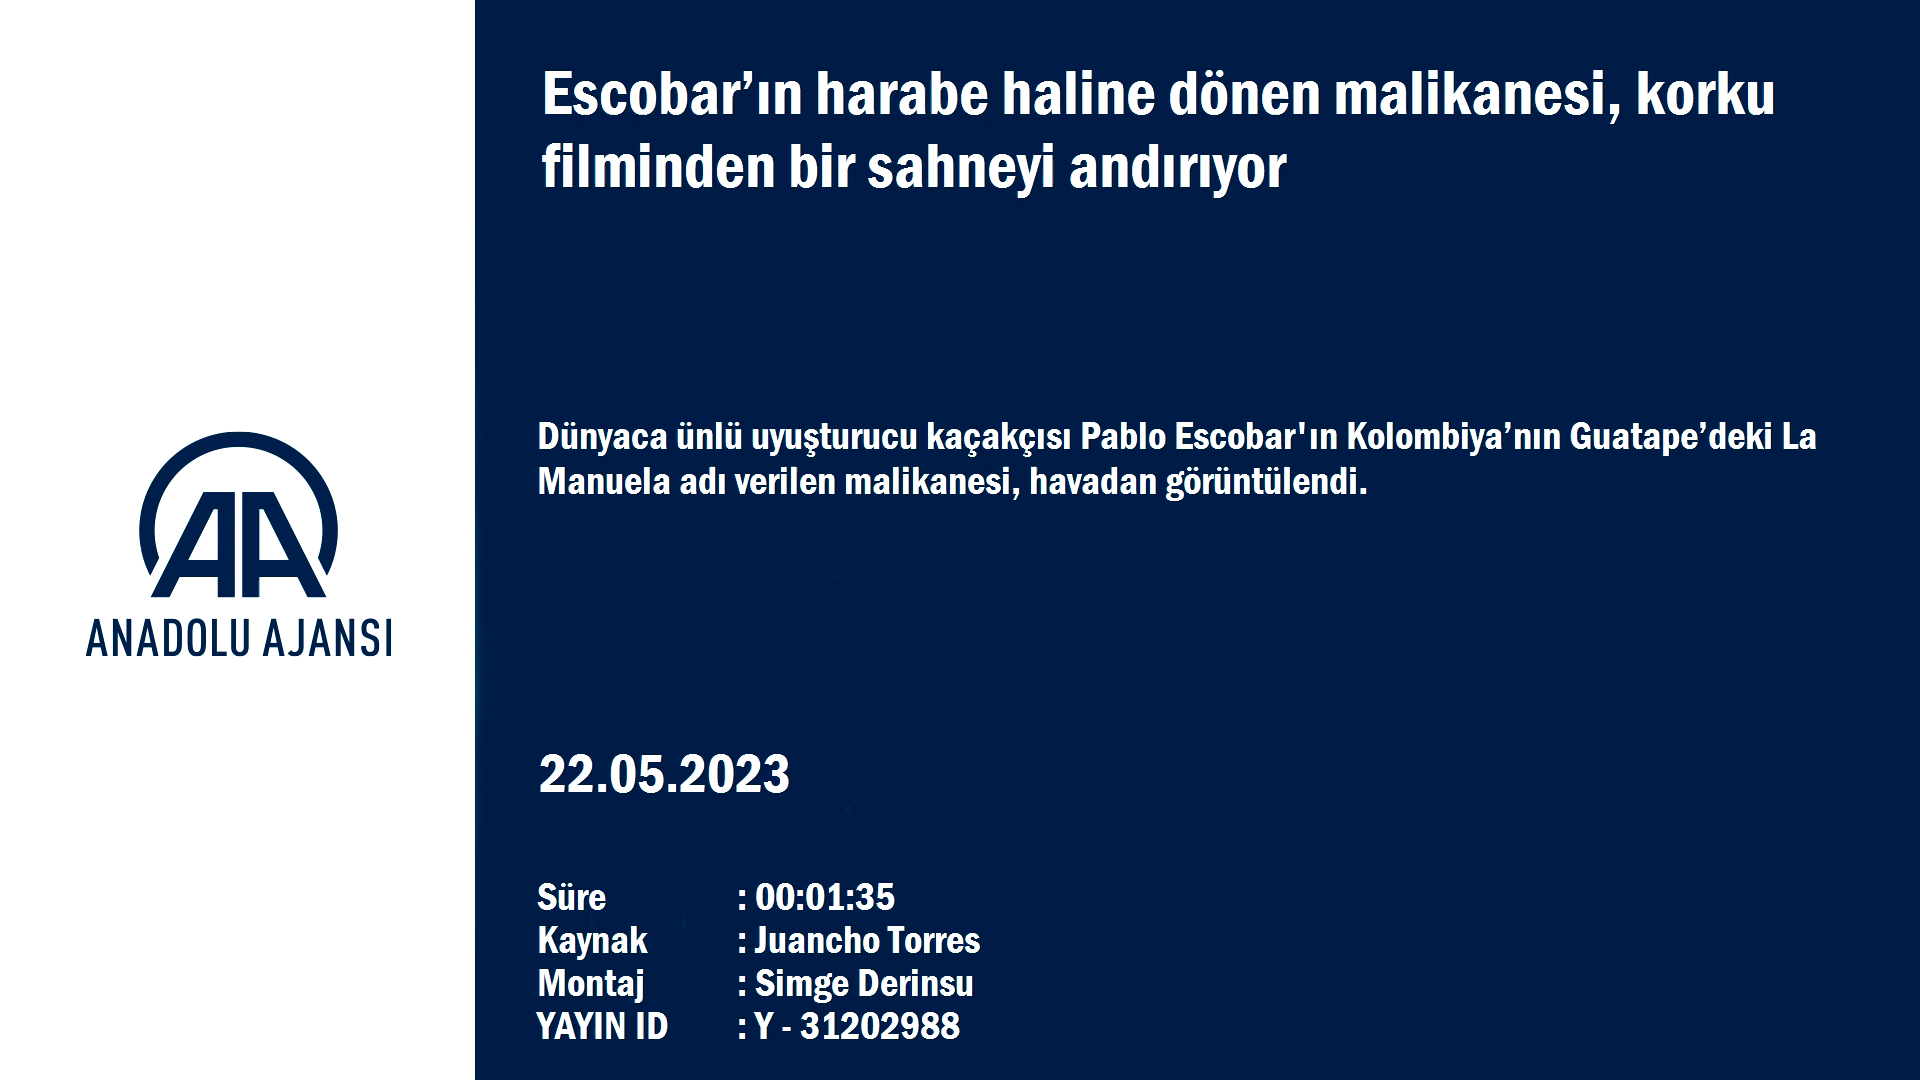 Escobar’ın harabe haline dönen malikanesi, korku
filminden bir sahneyi andırıyor
Dünyaca ünlü uyuşturucu kaçakçısı Pablo Escobar'ın Kolombiya’nın Guatape’deki La
Manuela adı verilen malikanesi, havadan görüntülendi.
AA
ANADOLU AJANSI
22.05.2023
Süre : 00:01:35
Kaynak : Juancho Torres
Montaj : Simge Derinsu
YAYIN ID : Y - 31202988